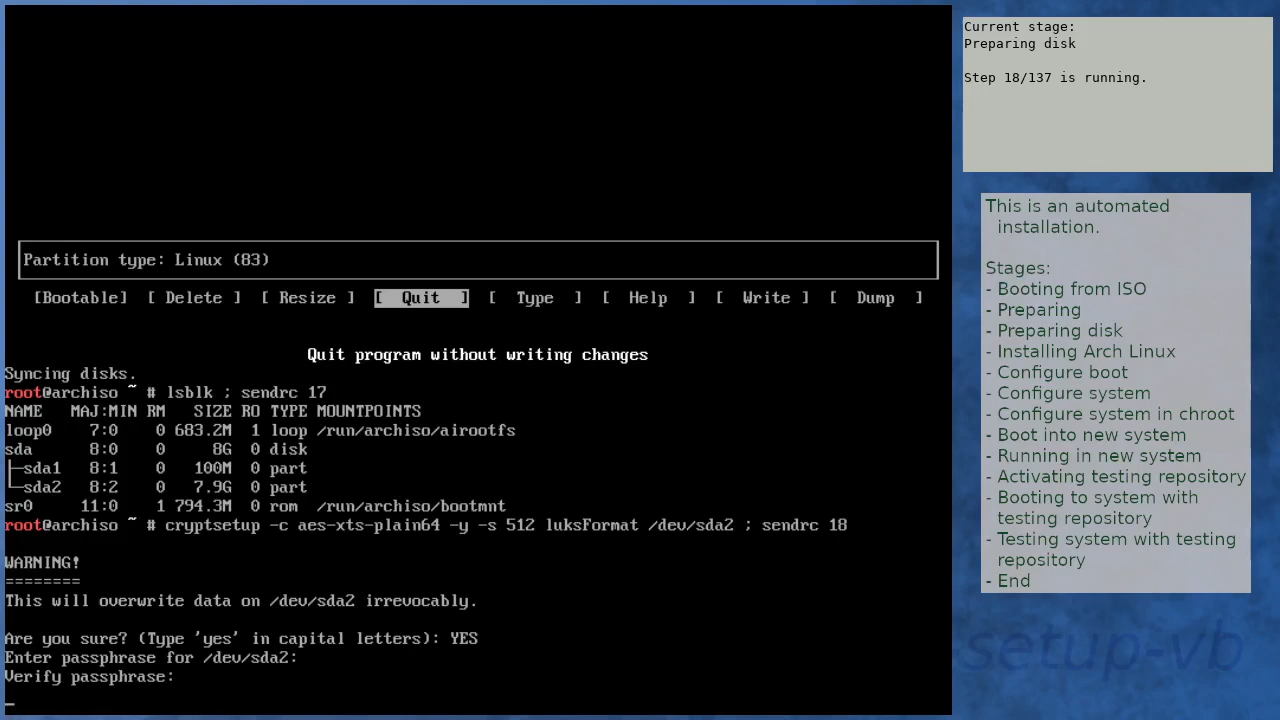 Partition type: Linux (83)
[Bootable] [ Delete ] [ Resize ] [ Quit ] [ Type ] [ Help ] [ Write ] [ Dump ]
Quit program without writing changes
Syncing disks.
root@archiso ~ # lsblk ; sendrc 17
NAME   MAJ:MIN RM   SIZE RO TYPE MOUNTPOINTS
loop0    7:0    0 683.2M  1 loop /run/archiso/airootfs
sda      8:0    0     8G  0 disk
├─sda1   8:1    0   100M  0 part
└─sda2   8:2    0   7.9G  0 part
sr0     11:0    1 794.3M  0 rom  /run/archiso/bootmnt
root@archiso ~ # cryptsetup -c aes-xts-plain64 -y -s 512 luksFormat /dev/sda2 ; sendrc 18
WARNING!
========
This will overwrite data on /dev/sda2 irrevocably.
Are you sure? (Type 'yes' in capital letters): YES
Enter passphrase for /dev/sda2:
Verify passphrase:
_
Current stage:
Preparing disk
Step 18/137 is running.
This is an automated
installation.
Stages:
- Booting from ISO
- Preparing
- Preparing disk
- Installing Arch Linux
- Configure boot
- Configure system
- Configure system in chroot
- Boot into new system
- Running in new system
- Activating testing repository
- Booting to system with
testing repository
- Testing system with testing
repository
- End
setup-vb